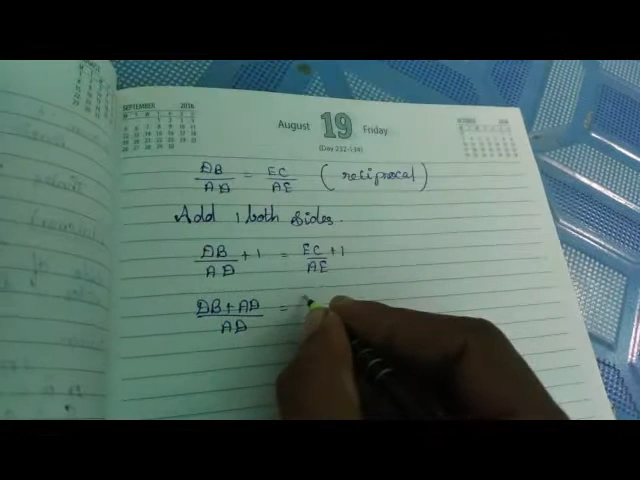 SEPTEMBER 2016
August 19 Friday
(Day 232-134)
DB/AD = EC/AE (reciprocal)
Add 1 both sides.
DB/AD + 1 = EC/AE + 1
DB + AD/AD =